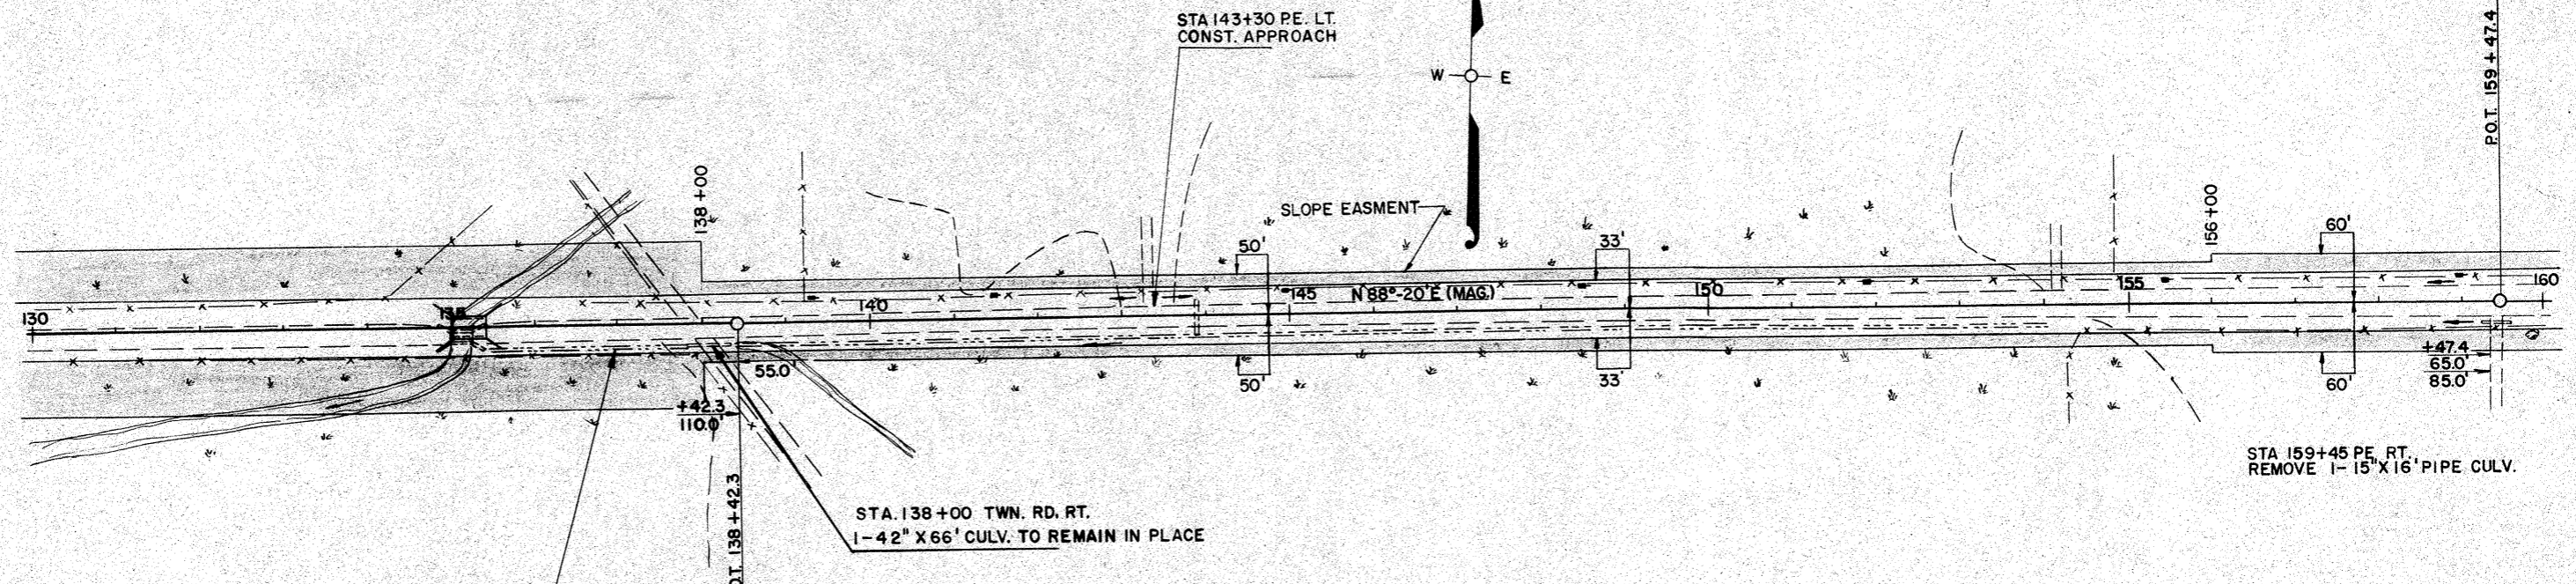 STA 143+30 P.E. LT.
CONST. APPROACH
W E
P.O.T. 159+47.4
138+00
SLOPE EASMENT
50'
33'
156+00
60'
130
135
140
145
N 88°-20' E (MAG.)
150
155
160
55.0'
50'
33'
60'
+47.4
65.0'
85.0'
+42.3
110.0'
138+42.3
STA. 138+00 TWN. RD. RT.
1-42" X 66' CULV. TO REMAIN IN PLACE
STA 159+45 PE RT.
REMOVE 1-15"X16' PIPE CULV.